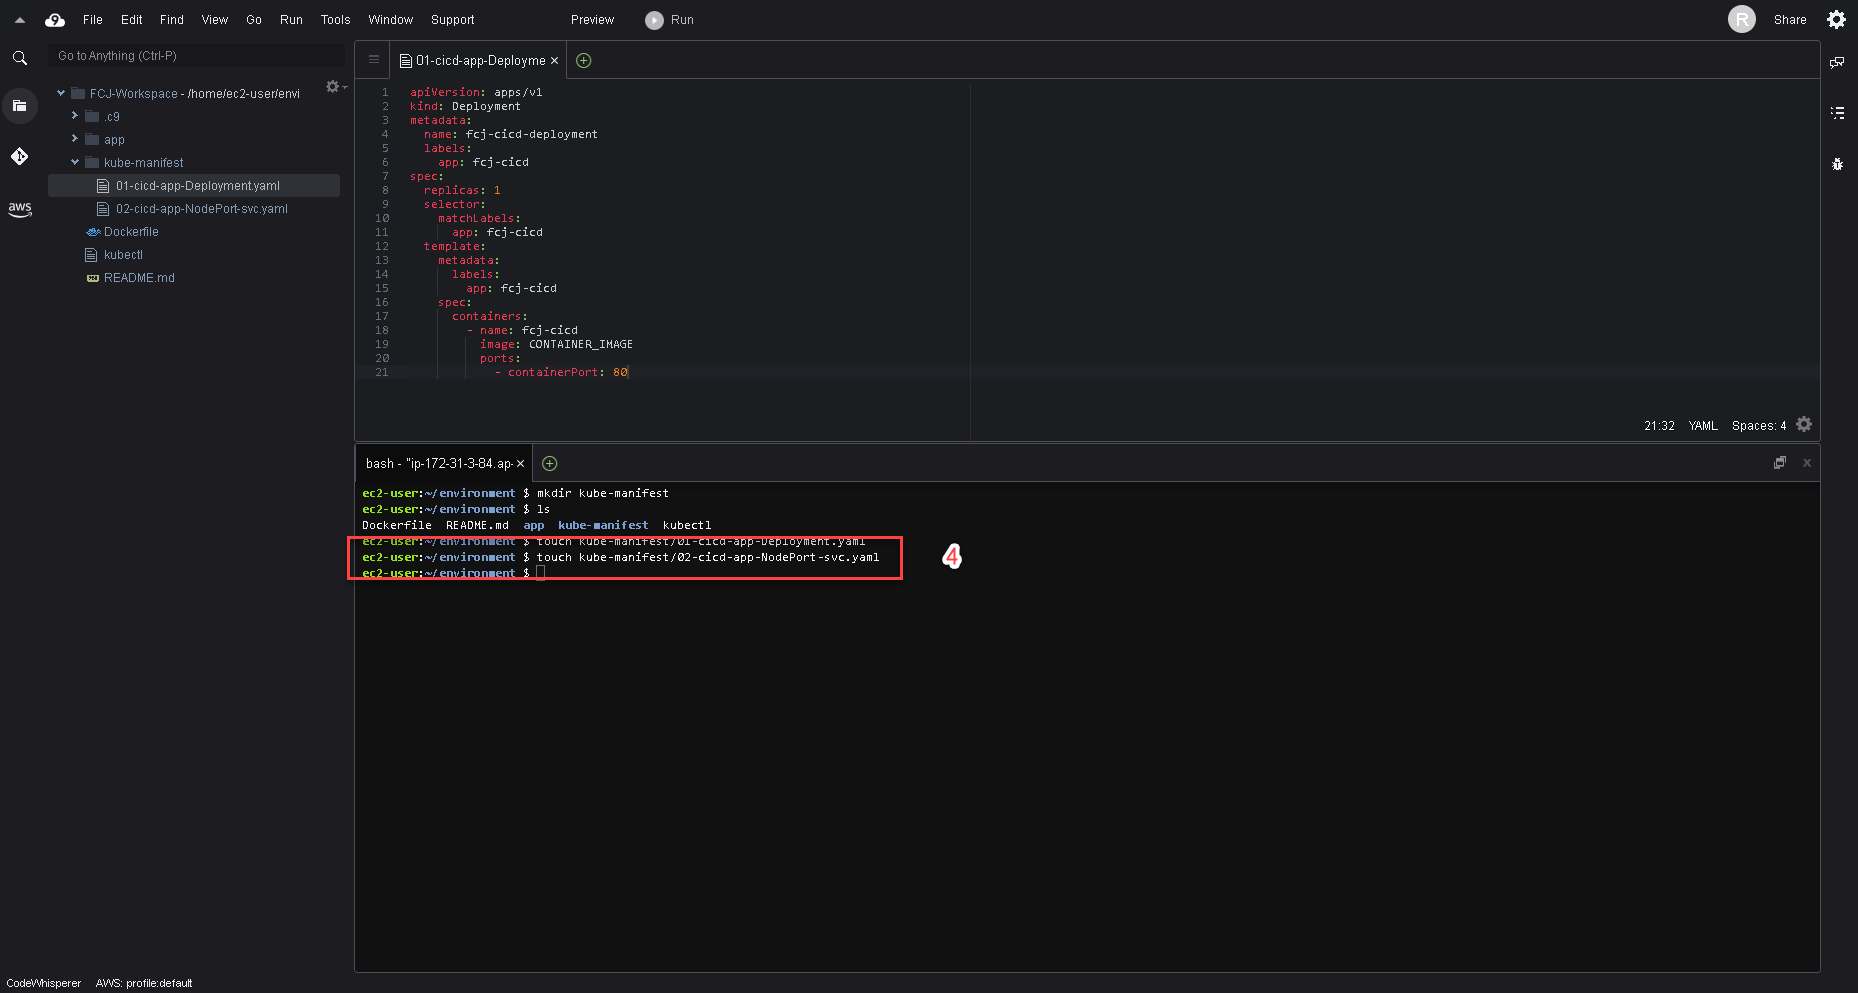 File Edit Find View Go Run Tools Window Support Preview Run R Share
Go to Anything (Ctrl-P)
01-cicd-app-Deployme
FCJ-Workspace - /home/ec2-user/envi
.c9
app
kube-manifest
01-cicd-app-Deployment.yaml
02-cicd-app-NodePort-svc.yaml
Dockerfile
kubectl
README.md
aws
1 apiVersion: apps/v1
2 kind: Deployment
3 metadata:
4 name: fcj-cicd-deployment
5 labels:
6 app: fcj-cicd
7 spec:
8 replicas: 1
9 selector:
10 matchLabels:
11 app: fcj-cicd
12 template:
13 metadata:
14 labels:
15 app: fcj-cicd
16 spec:
17 containers:
18 - name: fcj-cicd
19 image: CONTAINER_IMAGE
20 ports:
21 - containerPort: 80
21:32 YAML Spaces: 4
bash - "ip-172-31-3-84.ap-
ec2-user:~/environment $ mkdir kube-manifest
ec2-user:~/environment $ ls
Dockerfile README.md app kube-manifest kubectl
ec2-user:~/environment $ touch kube-manifest/01-cicd-app-Deployment.yaml
ec2-user:~/environment $ touch kube-manifest/02-cicd-app-NodePort-svc.yaml
ec2-user:~/environment $
4
CodeWhisperer AWS: profile:default